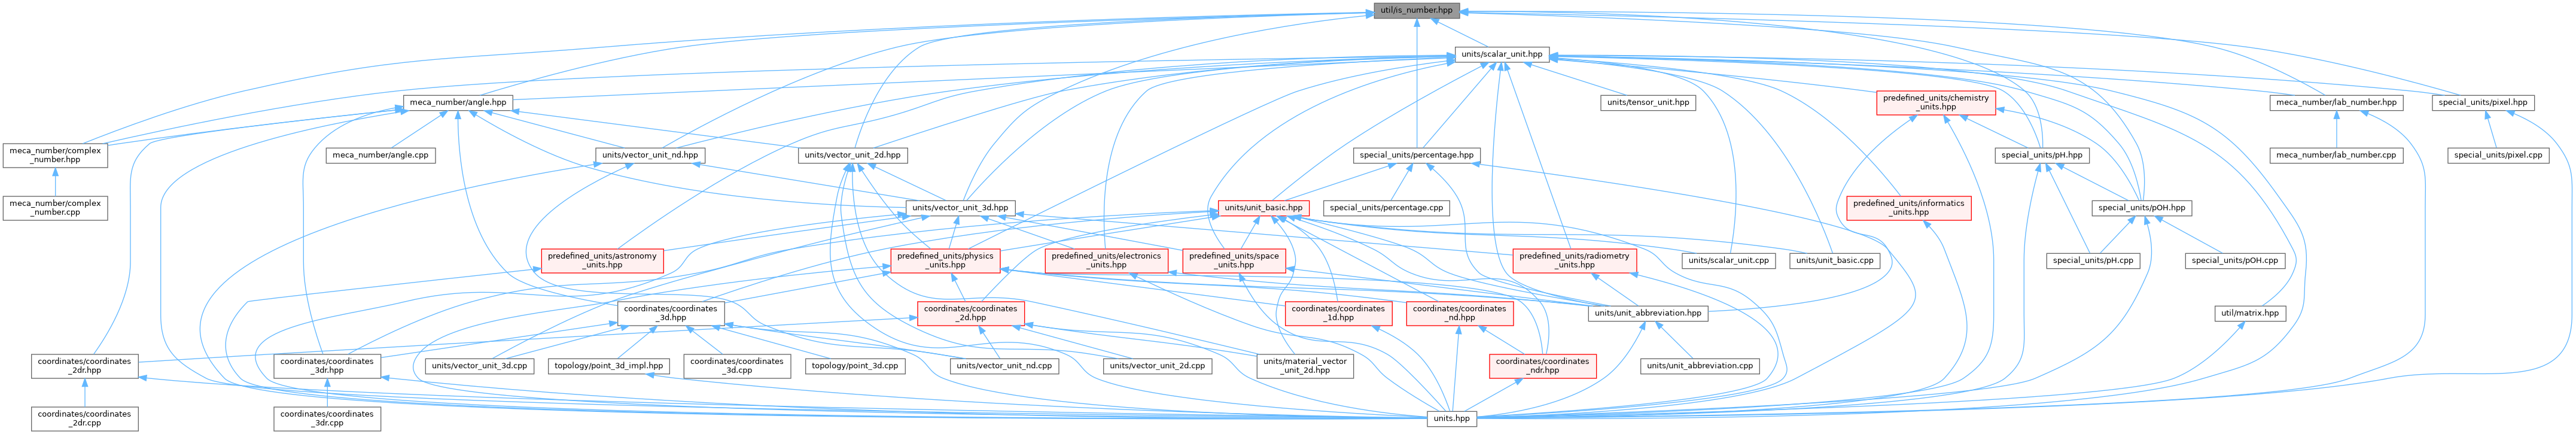 util/is_number.hpp
units/scalar_unit.hpp
meca_number/angle.hpp
units/tensor_unit.hpp
predefined_units/chemistry
_units.hpp
meca_number/lab_number.hpp
special_units/pixel.hpp
meca_number/complex
_number.hpp
meca_number/angle.cpp
units/vector_unit_nd.hpp
units/vector_unit_2d.hpp
special_units/percentage.hpp
special_units/pH.hpp
meca_number/lab_number.cpp
special_units/pixel.cpp
meca_number/complex
_number.cpp
units/vector_unit_3d.hpp
units/unit_basic.hpp
special_units/percentage.cpp
predefined_units/informatics
_units.hpp
special_units/pOH.hpp
predefined_units/astronomy
_units.hpp
predefined_units/physics
_units.hpp
predefined_units/electronics
_units.hpp
predefined_units/space
_units.hpp
predefined_units/radiometry
_units.hpp
units/scalar_unit.cpp
units/unit_basic.cpp
special_units/pH.cpp
special_units/pOH.cpp
coordinates/coordinates
_3d.hpp
coordinates/coordinates
_2d.hpp
coordinates/coordinates
_1d.hpp
coordinates/coordinates
_nd.hpp
units/unit_abbreviation.hpp
util/matrix.hpp
coordinates/coordinates
_2dr.hpp
coordinates/coordinates
_3dr.hpp
units/vector_unit_3d.cpp
topology/point_3d_impl.hpp
coordinates/coordinates
_3d.cpp
topology/point_3d.cpp
units/vector_unit_nd.cpp
units/vector_unit_2d.cpp
units/material_vector
_unit_2d.hpp
coordinates/coordinates
_ndr.hpp
units/unit_abbreviation.cpp
coordinates/coordinates
_2dr.cpp
coordinates/coordinates
_3dr.cpp
units.hpp